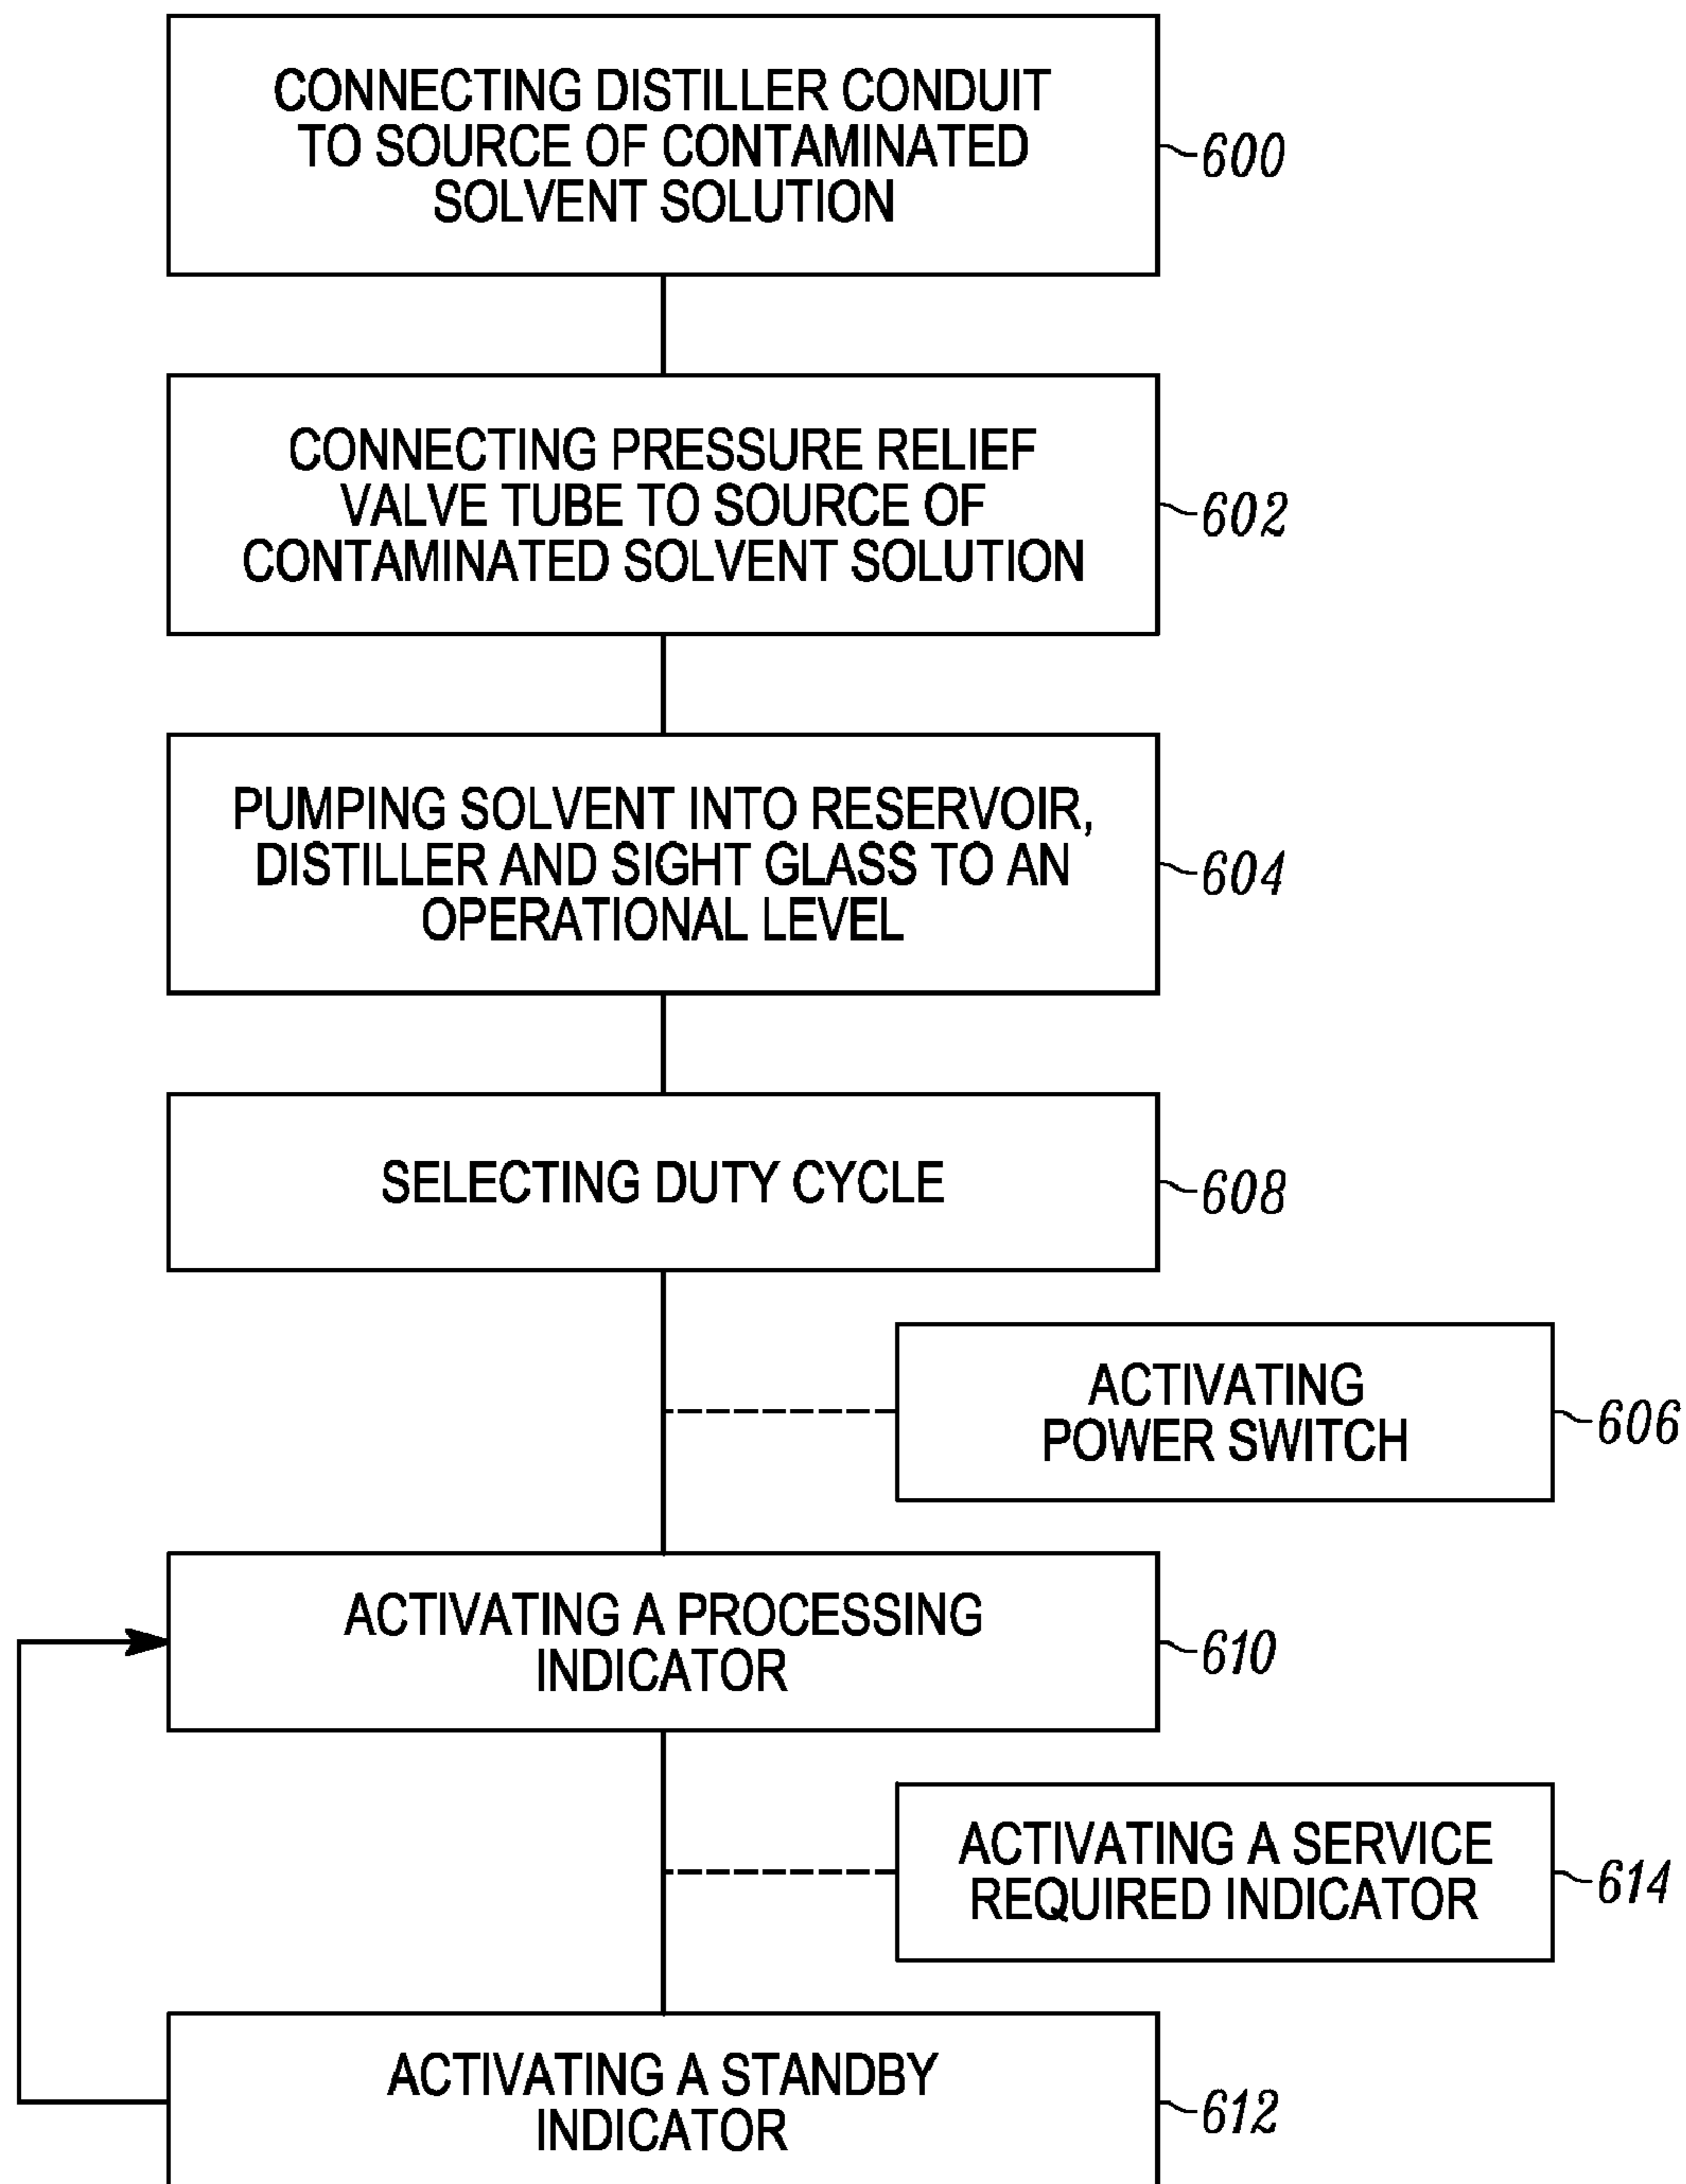 CONNECTING DISTILLER CONDUIT
TO SOURCE OF CONTAMINATED
SOLVENT SOLUTION
600
CONNECTING PRESSURE RELIEF
VALVE TUBE TO SOURCE OF
CONTAMINATED SOLVENT SOLUTION
602
PUMPING SOLVENT INTO RESERVOIR,
DISTILLER AND SIGHT GLASS TO AN
OPERATIONAL LEVEL
604
SELECTING DUTY CYCLE
608
ACTIVATING
POWER SWITCH
606
ACTIVATING A PROCESSING
INDICATOR
610
ACTIVATING A SERVICE
REQUIRED INDICATOR
614
ACTIVATING A STANDBY
INDICATOR
612